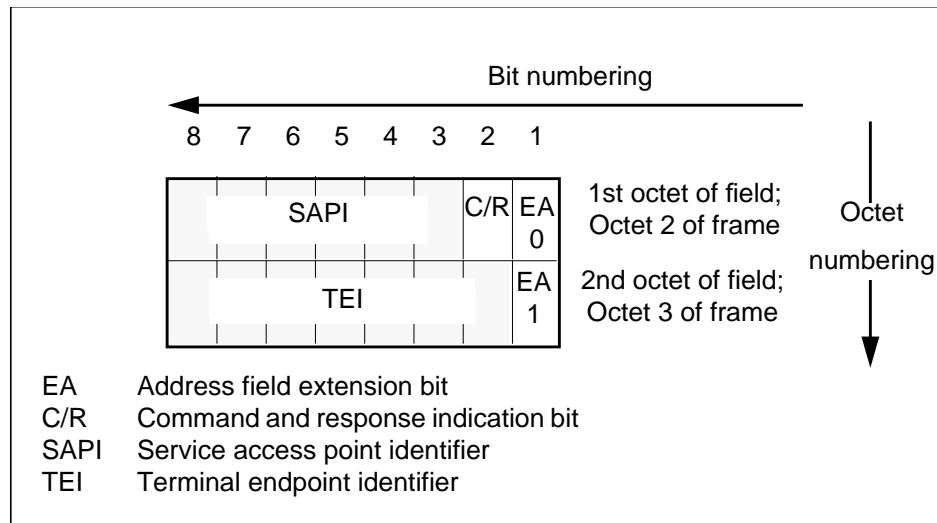 Bit numbering
8 7 6 5 4 3 2 1
SAPI
C/R
EA
0
1st octet of field;
Octet 2 of frame
TEI
EA
1
2nd octet of field;
Octet 3 of frame
Octet
numbering
EA Address field extension bit
C/R Command and response indication bit
SAPI Service access point identifier
TEI Terminal endpoint identifier